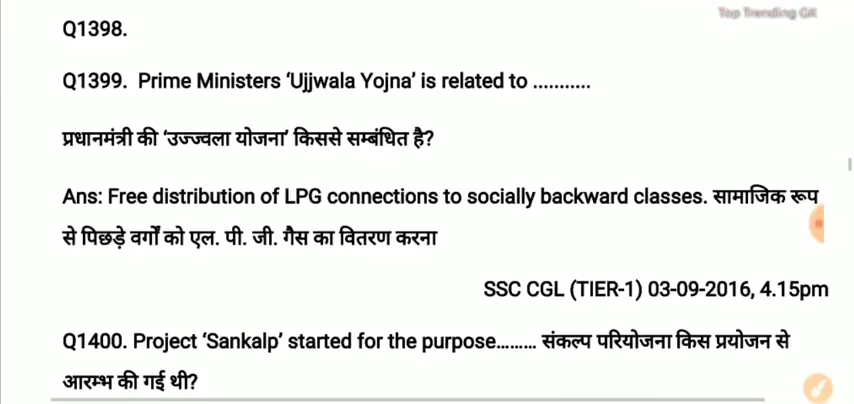 Top Trending GK
Q1398.
Q1399. Prime Ministers ‘Ujjwala Yojna’ is related to ...........
प्रधानमंत्री की ‘उज्ज्वला योजना’ किससे सम्बंधित है?
Ans: Free distribution of LPG connections to socially backward classes. सामाजिक रूप
से पिछड़े वर्गों को एल. पी. जी. गैस का वितरण करना
SSC CGL (TIER-1) 03-09-2016, 4.15pm
Q1400. Project ‘Sankalp’ started for the purpose......... संकल्प परियोजना किस प्रयोजन से
आरम्भ की गई थी?